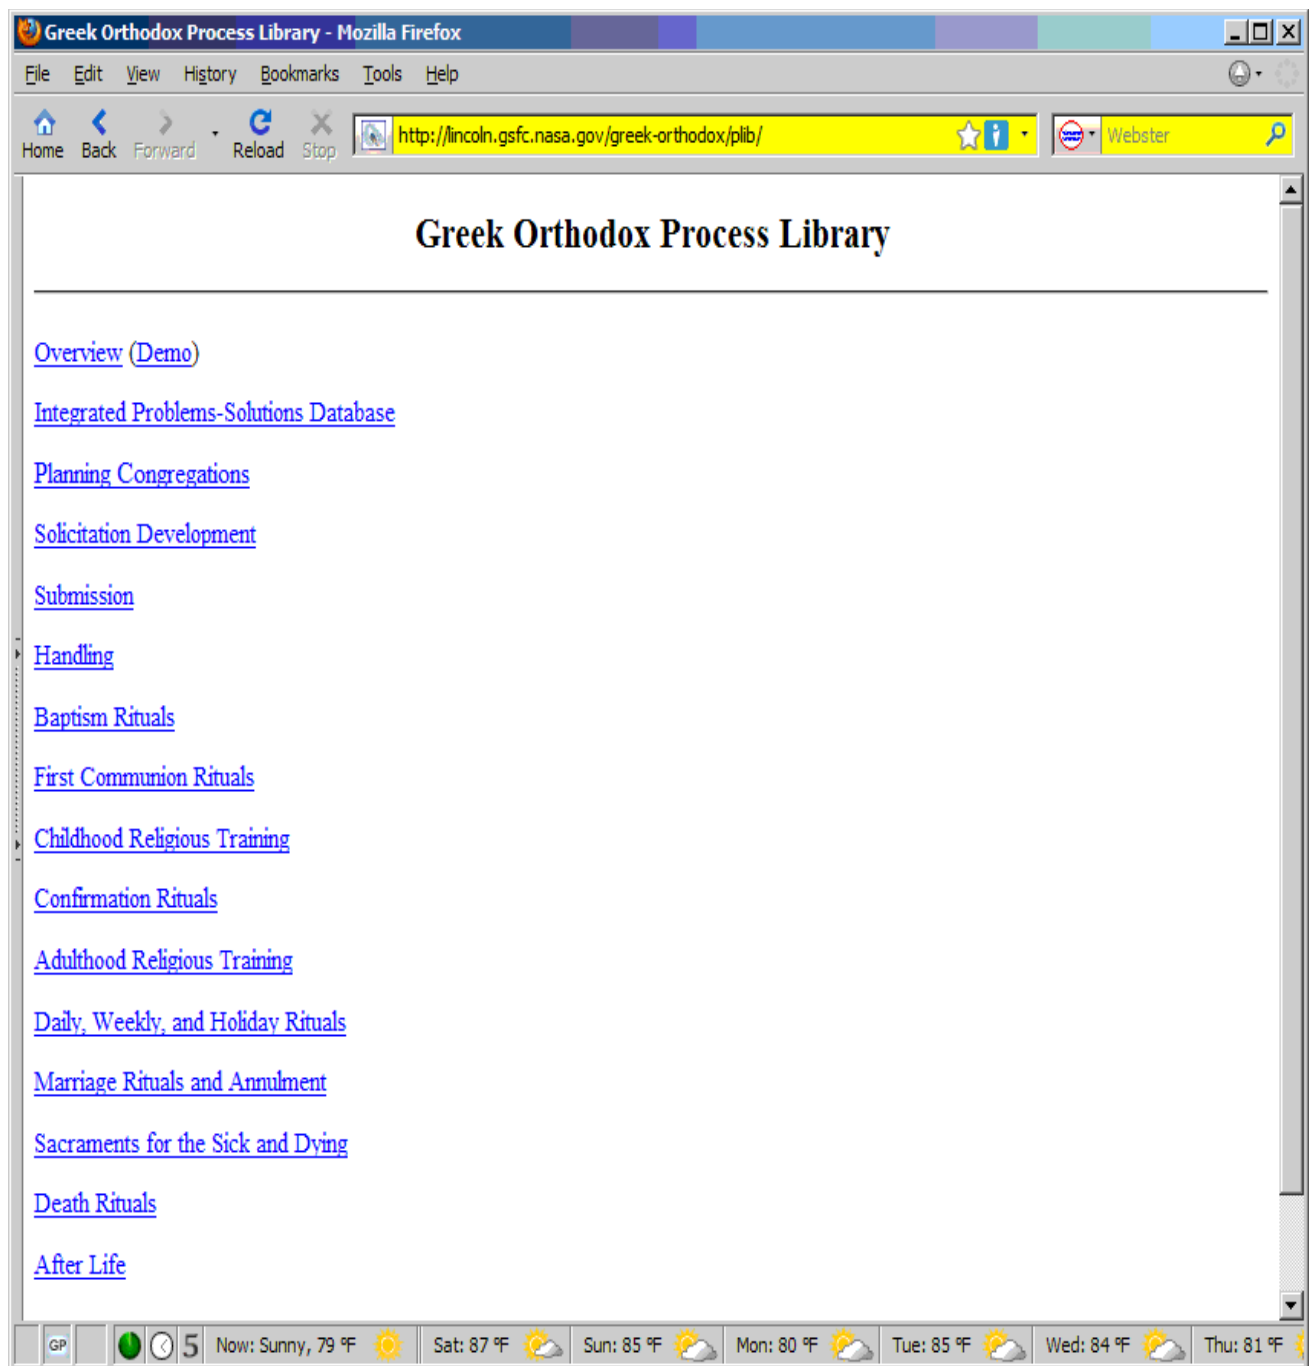 Greek Orthodox Process Library - Mozilla Firefox
File Edit View History Bookmarks Tools Help
Home Back Forward Reload Stop http://lincoln.gsfc.nasa.gov/greek-orthodox/plib/ Webster
Greek Orthodox Process Library
Overview (Demo)
Integrated Problems-Solutions Database
Planning Congregations
Solicitation Development
Submission
Handling
Baptism Rituals
First Communion Rituals
Childhood Religious Training
Confirmation Rituals
Adulthood Religious Training
Daily, Weekly, and Holiday Rituals
Marriage Rituals and Annulment
Sacraments for the Sick and Dying
Death Rituals
After Life
GP 5 Now: Sunny, 79 °F Sat: 87 °F Sun: 85 °F Mon: 80 °F Tue: 85 °F Wed: 84 °F Thu: 81 °F